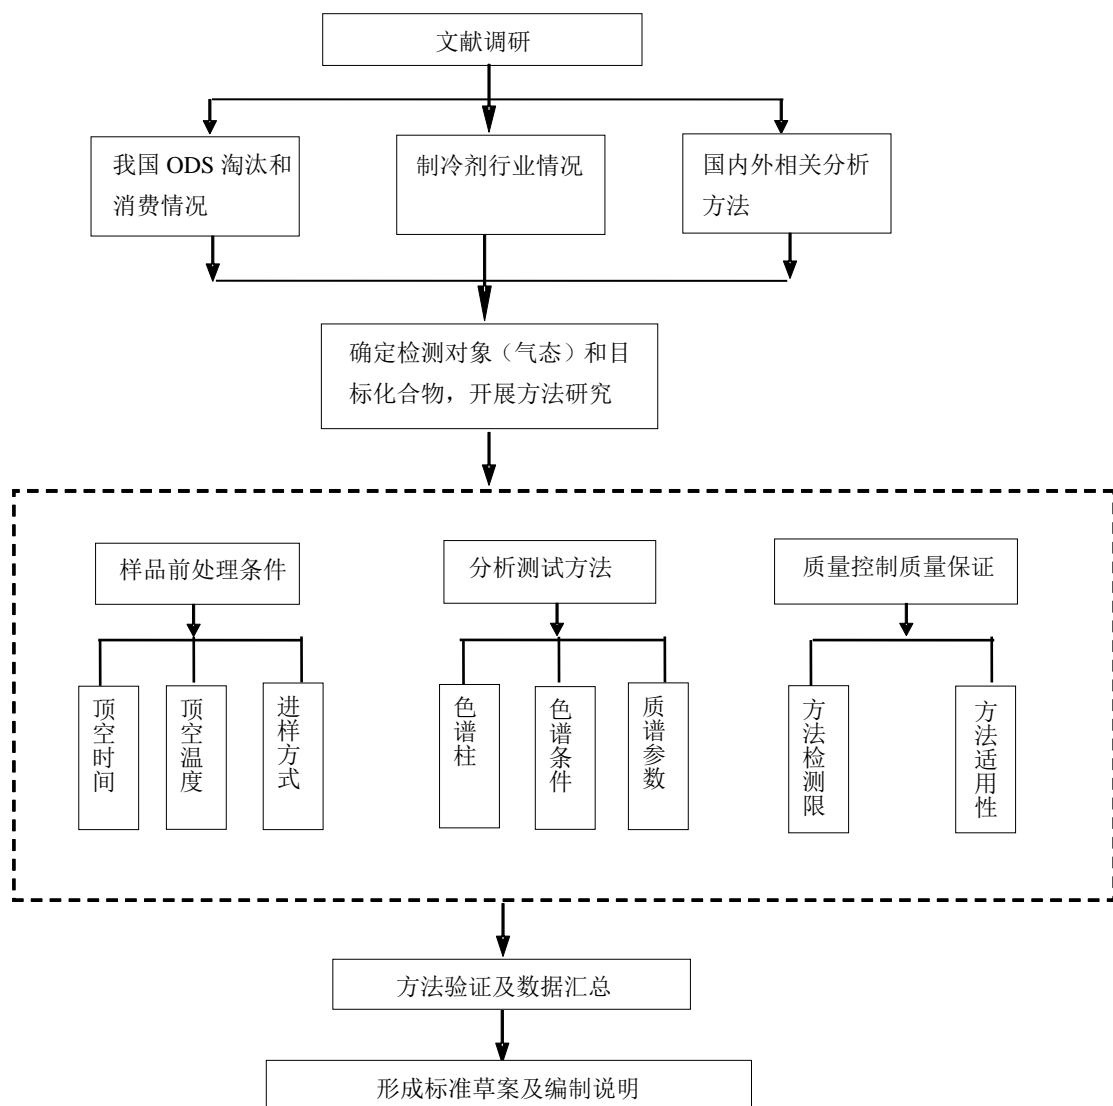 文献调研
我国 ODS 淘汰和
消费情况
制冷剂行业情况
国内外相关分析
方法
确定检测对象（气态）和目
标化合物，开展方法研究
样品前处理条件
分析测试方法
质量控制质量保证
顶空时间
顶空温度
进样方式
色谱柱
色谱条件
质谱参数
方法检测限
方法适用性
方法验证及数据汇总
形成标准草案及编制说明